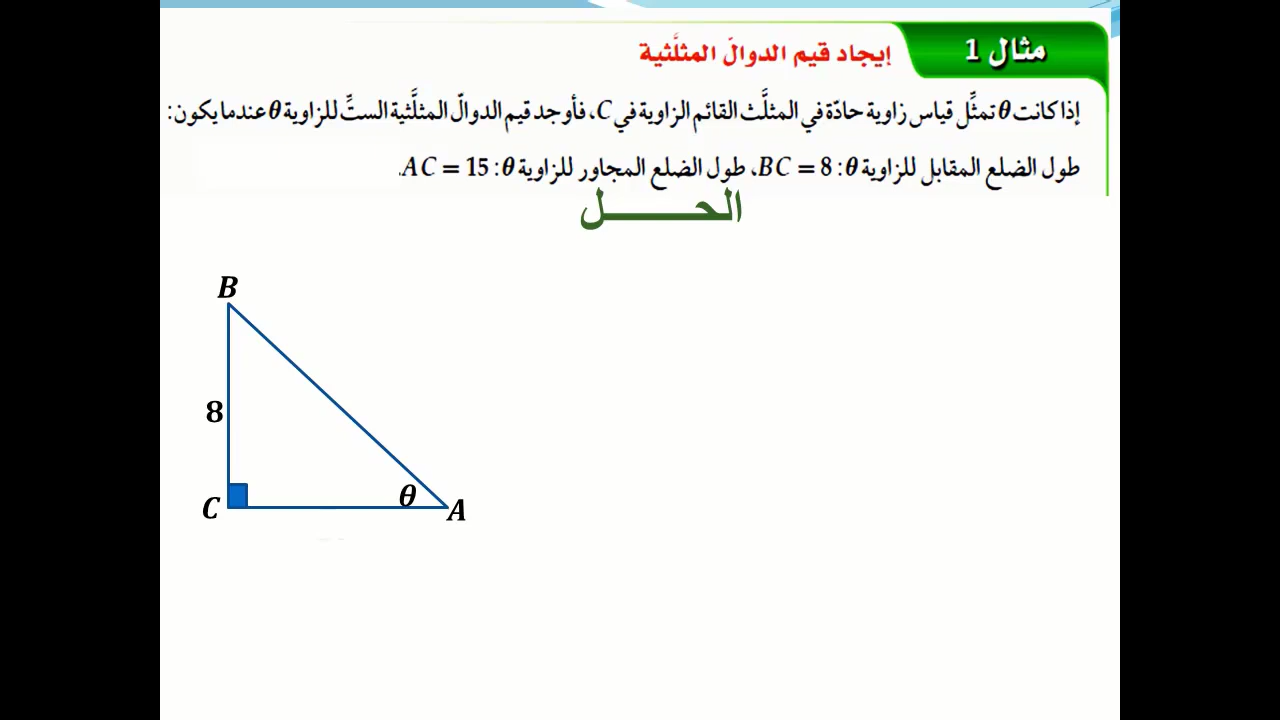 مثال 1
إيجاد قيم الدوالّ المثلَّثية
إذا كانت θ تمثِّل قياس زاوية حادّة في المثلَّث القائم الزاوية في C، فأوجد قيم الدوالّ المثلَّثية الستِّ للزاوية θ عندما يكون:
طول الضلع المقابل للزاوية θ: BC = 8، طول الضلع المجاور للزاوية θ: AC = 15.
الحـــــــل
B
8
C
θ
A